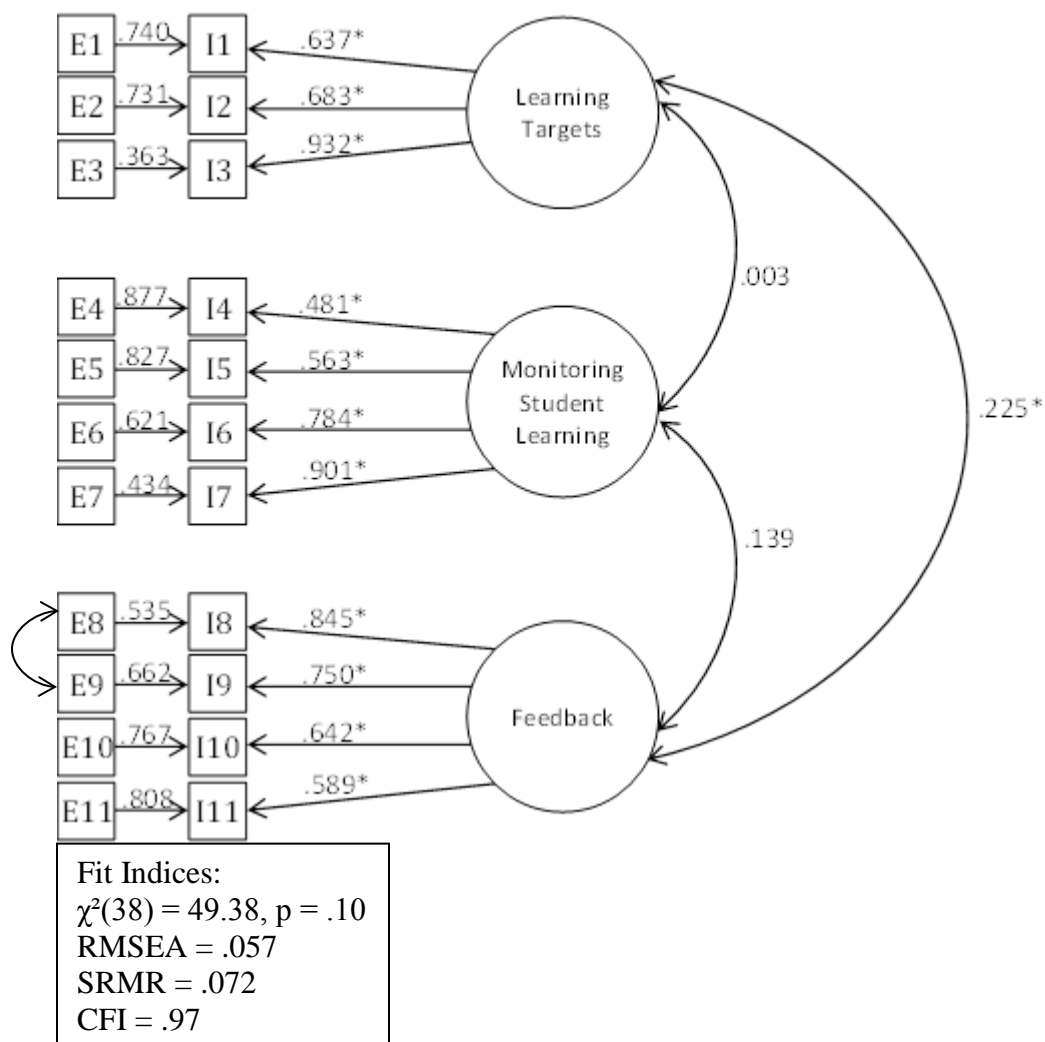 E1 .740 I1 .637*
E2 .731 I2 .683*
E3 .363 I3 .932*
Learning
Targets
.003
E4 .877 I4 .481*
E5 .827 I5 .563*
E6 .621 I6 .784*
E7 .434 I7 .901*
Monitoring
Student
Learning
.225*
.139
E8 .535 I8 .845*
E9 .662 I9 .750*
E10 .767 I10 .642*
E11 .808 I11 .589*
Feedback
Fit Indices:
χ²(38) = 49.38, p = .10
RMSEA = .057
SRMR = .072
CFI = .97